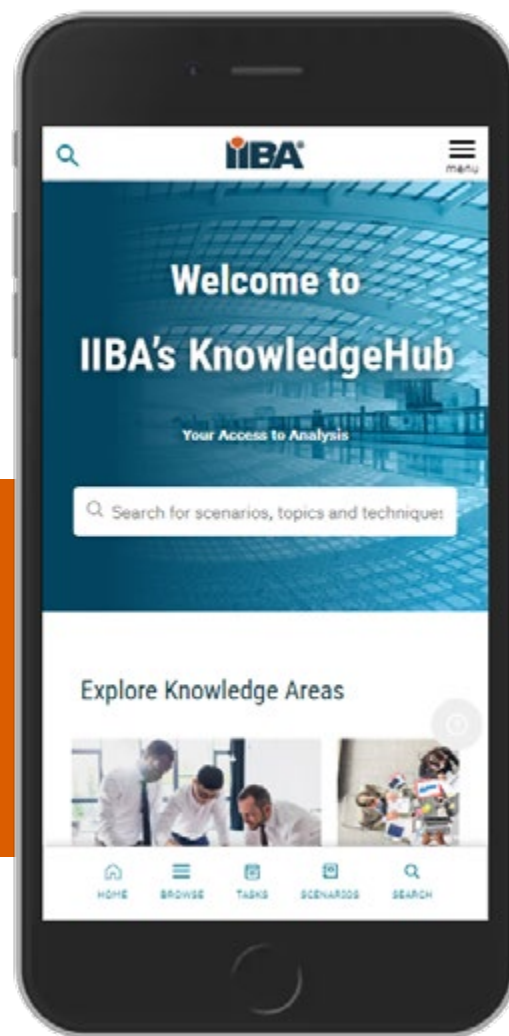 iiBA®
menu
Welcome to
IIBA's KnowledgeHub
Your Access to Analysis
Search for scenarios, topics and techniques
Explore Knowledge Areas
HOME BROWSE TASKS SCENARIOS SEARCH